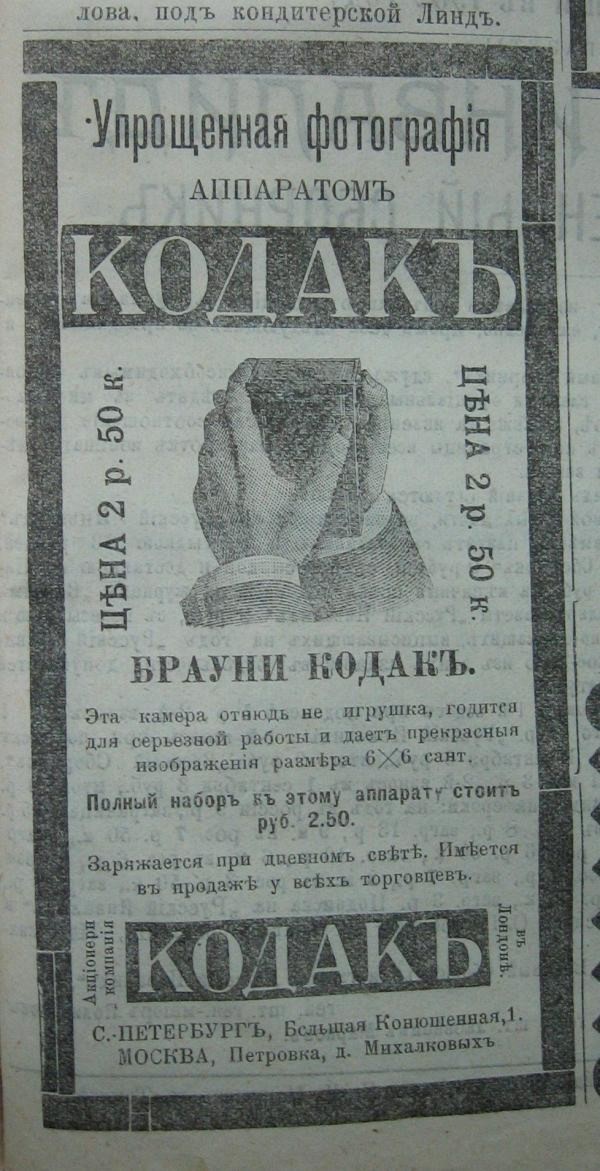 лова, подъ кондитерской Линдъ.
Упрощенная фотографія
АППАРАТОМЪ
КОДАКЪ
ЦѢНА 2 р. 50 к.
ЦѢНА 2 р. 50 к.
БРАУНИ КОДАКЪ.
Эта камера отнюдь не игрушка, годится
для серьезной работы и даетъ прекрасныя
изображенія размѣра 6×6 сант.
Полный наборъ къ этому аппарату стоитъ
руб. 2.50.
Заряжается при дневномъ свѣтѣ. Имѣется
въ продажѣ у всѣхъ торговцевъ.
Акціонерн
компанія
КОДАКЪ
въ
Лондонѣ.
С.-ПЕТЕРБУРГЪ, Большая Конюшенная,1.
МОСКВА, Петровка, д. Михалковыхъ